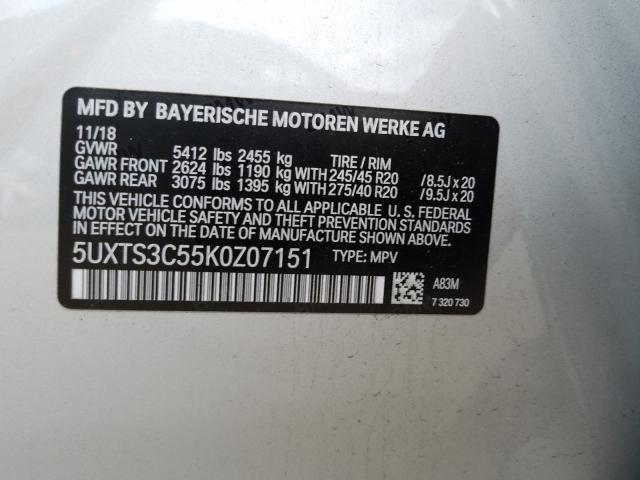 MFD BY BAYERISCHE MOTOREN WERKE AG
11/18
GVWR 5412 lbs 2455 kg TIRE / RIM
GAWR FRONT 2624 lbs 1190 kg WITH 245/45 R20 /8.5J x 20
GAWR REAR 3075 lbs 1395 kg WITH 275/40 R20 /9.5J x 20
THIS VEHICLE CONFORMS TO ALL APPLICABLE U. S. FEDERAL
MOTOR VEHICLE SAFETY AND THEFT PREVENTION STANDARDS
IN EFFECT ON THE DATE OF MANUFACTURE SHOWN ABOVE.
5UXTS3C55K0Z07151 TYPE: MPV
A83M
7 320 730